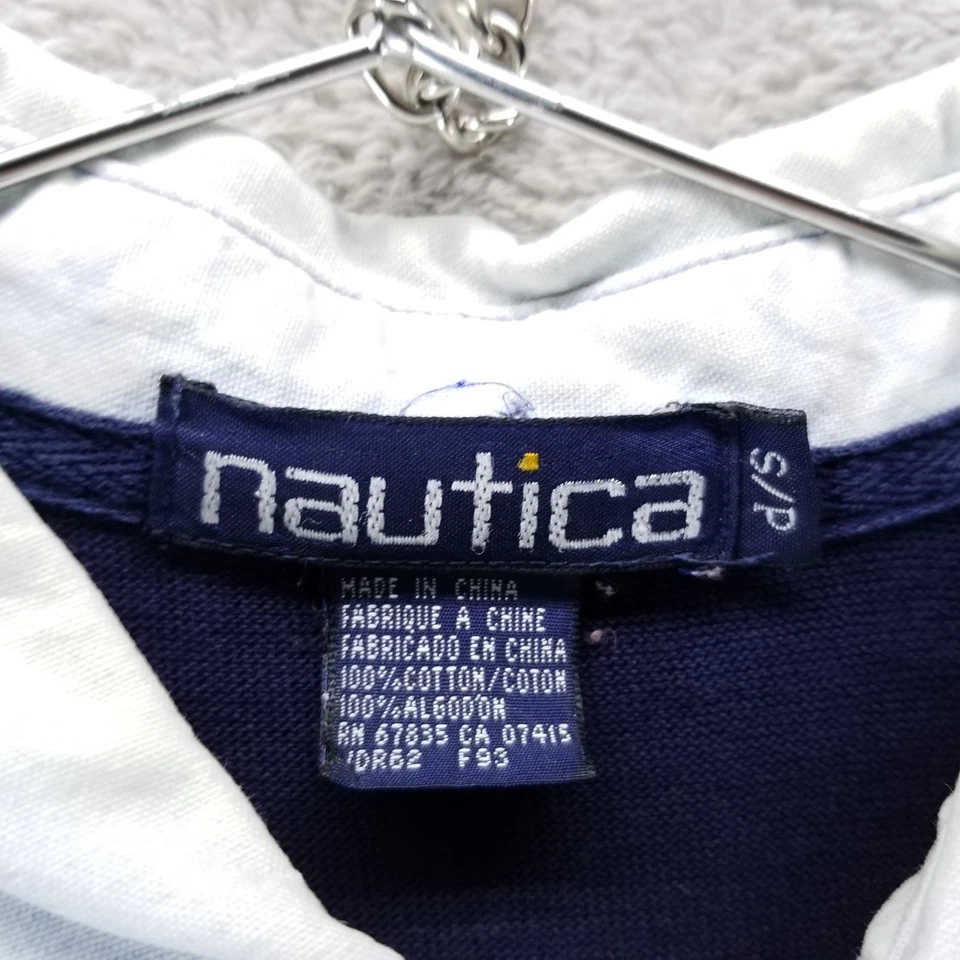 nautica
S/P
MADE IN CHINA
FABRIQUE A CHINE
FABRICADO EN CHINA
100%COTTON/COTON
100%ALGODON
RN 67835 CA 07415
DR62 F93